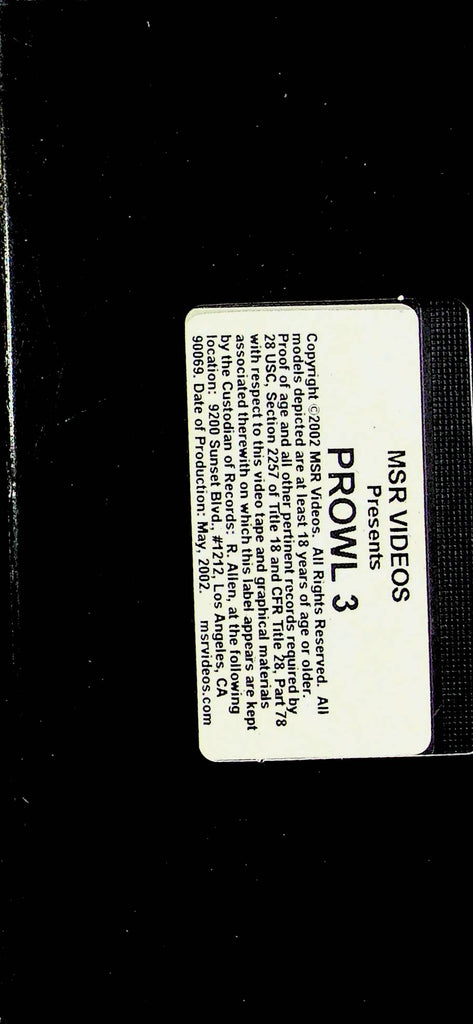 MSR VIDEOS
Presents
PROWL 3
Copyright ©2002 MSR Videos. All Rights Reserved. All
models depicted are at least 18 years of age or older.
Proof of age and all other pertinent records required by
28 USC, Section 2257 of Title 18 and CFR Title 28, Part 78
with respect to this video tape and graphical materials
associated therewith on which this label appears are kept
by the Custodian of Records: R. Allen, at the following
location: 9200 Sunset Blvd., #1212, Los Angeles, CA
90069. Date of Production: May, 2002. msrvideos.com